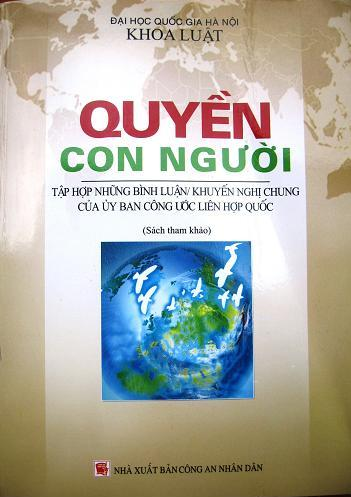 ĐẠI HỌC QUỐC GIA HÀ NỘI
KHOA LUẬT
QUYỀN
CON NGƯỜI
TẬP HỢP NHỮNG BÌNH LUẬN/ KHUYẾN NGHỊ CHUNG
CỦA ỦY BAN CÔNG ƯỚC LIÊN HỢP QUỐC
(Sách tham khảo)
NHÀ XUẤT BẢN CÔNG AN NHÂN DÂN